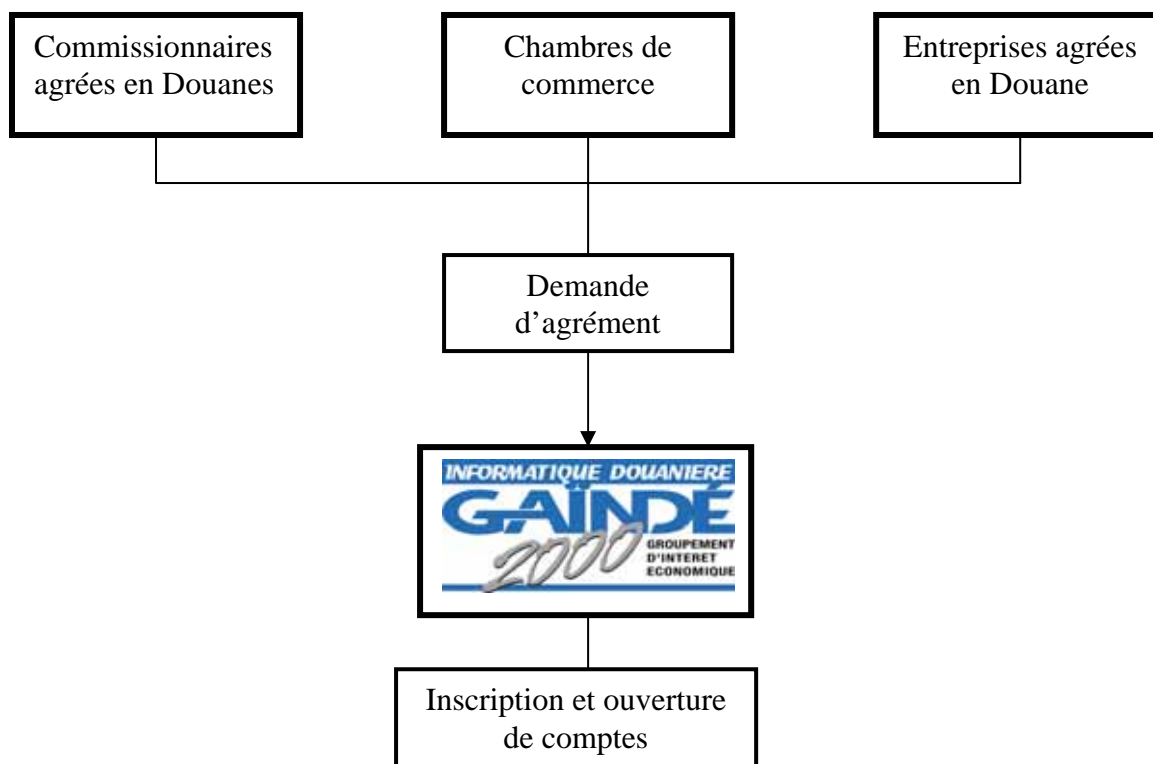 Commissionnaires
agrées en Douanes
Chambres de
commerce
Entreprises agrées
en Douane
Demande
d’agrément
INFORMATIQUE DOUANIERE
GAÏNDÉ
2000
GROUPEMENT
D'INTERET
ECONOMIQUE
Inscription et ouverture
de comptes